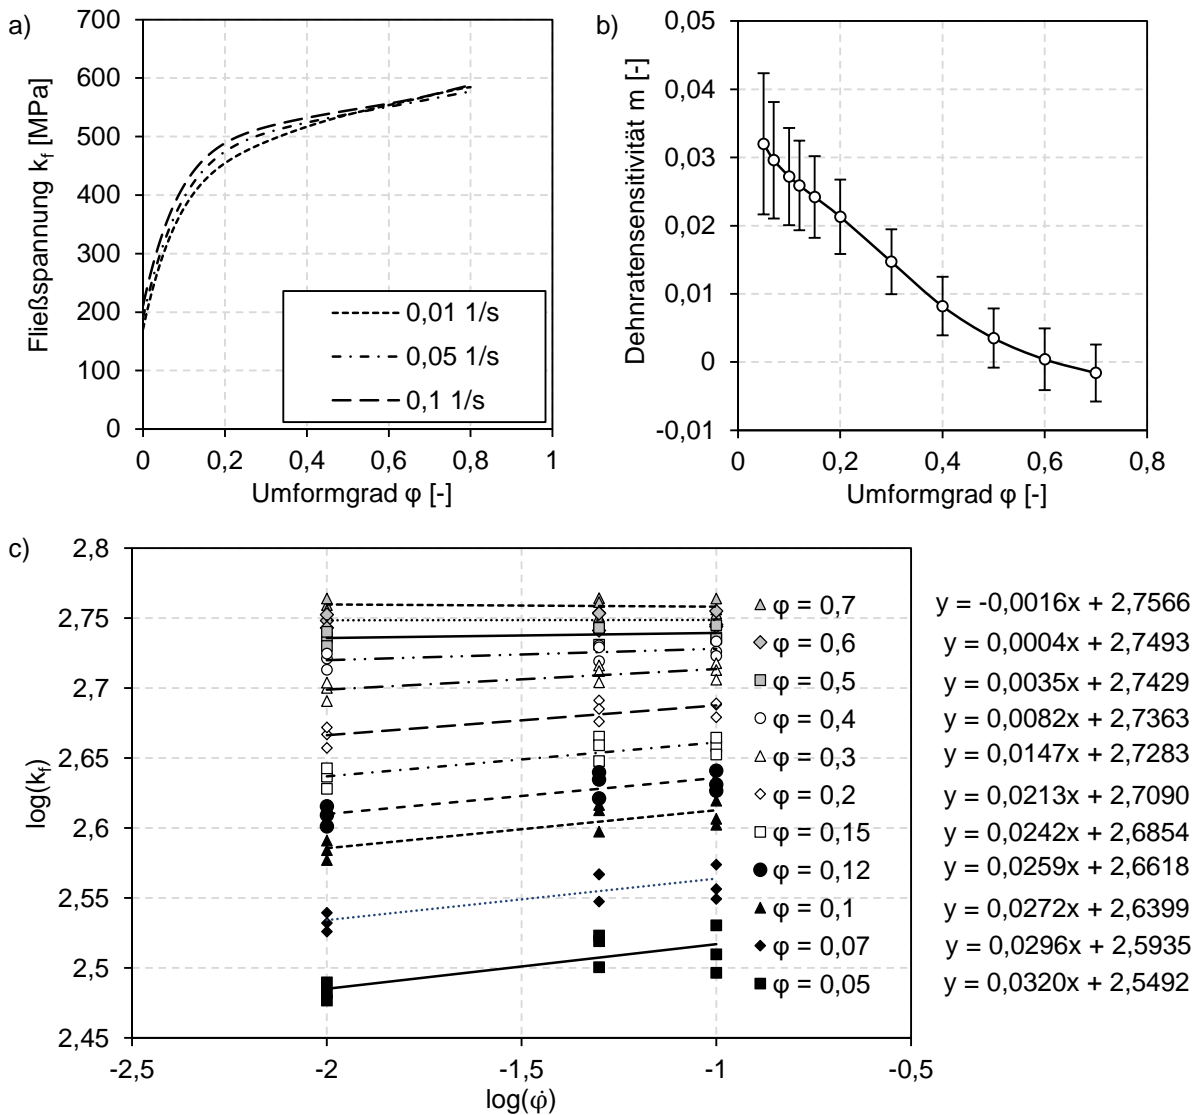 a)
700
600
500
400
300
200
100
0
Fließspannung k_f [MPa]
0,01 1/s
0,05 1/s
0,1 1/s
0 0,2 0,4 0,6 0,8 1
Umformgrad φ [-]
b)
0,05
0,04
0,03
0,02
0,01
0
-0,01
Dehnratensensitivität m [-]
0 0,2 0,4 0,6 0,8
Umformgrad φ [-]
c)
2,8
2,75
2,7
2,65
2,6
2,55
2,5
2,45
log(k_f)
-2,5 -2 -1,5 -1 -0,5
log(φ̇)
φ = 0,7 y = -0,0016x + 2,7566
φ = 0,6 y = 0,0004x + 2,7493
φ = 0,5 y = 0,0035x + 2,7429
φ = 0,4 y = 0,0082x + 2,7363
φ = 0,3 y = 0,0147x + 2,7283
φ = 0,2 y = 0,0213x + 2,7090
φ = 0,15 y = 0,0242x + 2,6854
φ = 0,12 y = 0,0259x + 2,6618
φ = 0,1 y = 0,0272x + 2,6399
φ = 0,07 y = 0,0296x + 2,5935
φ = 0,05 y = 0,0320x + 2,5492